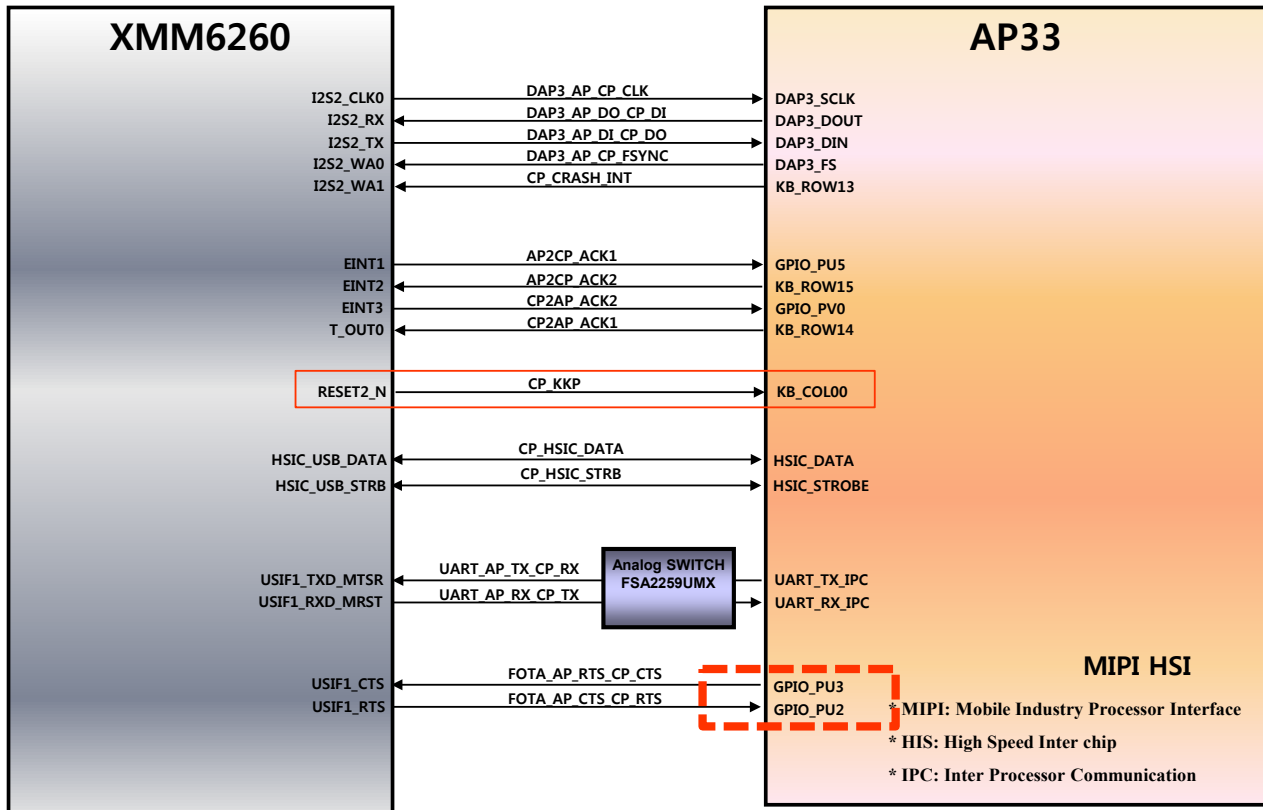 XMM6260
AP33
I2S2_CLK0 DAP3_AP_CP_CLK DAP3_SCLK
I2S2_RX DAP3_AP_DO_CP_DI DAP3_DOUT
I2S2_TX DAP3_AP_DI_CP_DO DAP3_DIN
I2S2_WA0 DAP3_AP_CP_FSYNC DAP3_FS
I2S2_WA1 CP_CRASH_INT KB_ROW13
EINT1 AP2CP_ACK1 GPIO_PU5
EINT2 AP2CP_ACK2 KB_ROW15
EINT3 CP2AP_ACK2 GPIO_PV0
T_OUT0 CP2AP_ACK1 KB_ROW14
RESET2_N CP_KKP KB_COL00
HSIC_USB_DATA CP_HSIC_DATA HSIC_DATA
HSIC_USB_STRB CP_HSIC_STRB HSIC_STROBE
Analog SWITCH
FSA2259UMX
USIF1_TXD_MTSR UART_AP_TX_CP_RX UART_TX_IPC
USIF1_RXD_MRST UART_AP_RX_CP_TX UART_RX_IPC
MIPI HSI
USIF1_CTS FOTA_AP_RTS_CP_CTS GPIO_PU3
USIF1_RTS FOTA_AP_CTS_CP_RTS GPIO_PU2
* MIPI: Mobile Industry Processor Interface
* HIS: High Speed Inter chip
* IPC: Inter Processor Communication